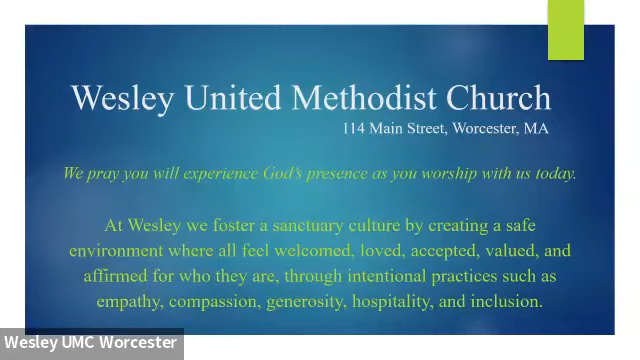 Wesley United Methodist Church
114 Main Street, Worcester, MA
We pray you will experience God's presence as you worship with us today.
At Wesley we foster a sanctuary culture by creating a safe
environment where all feel welcomed, loved, accepted, valued, and
affirmed for who they are, through intentional practices such as
empathy, compassion, generosity, hospitality, and inclusion.
Wesley UMC Worcester